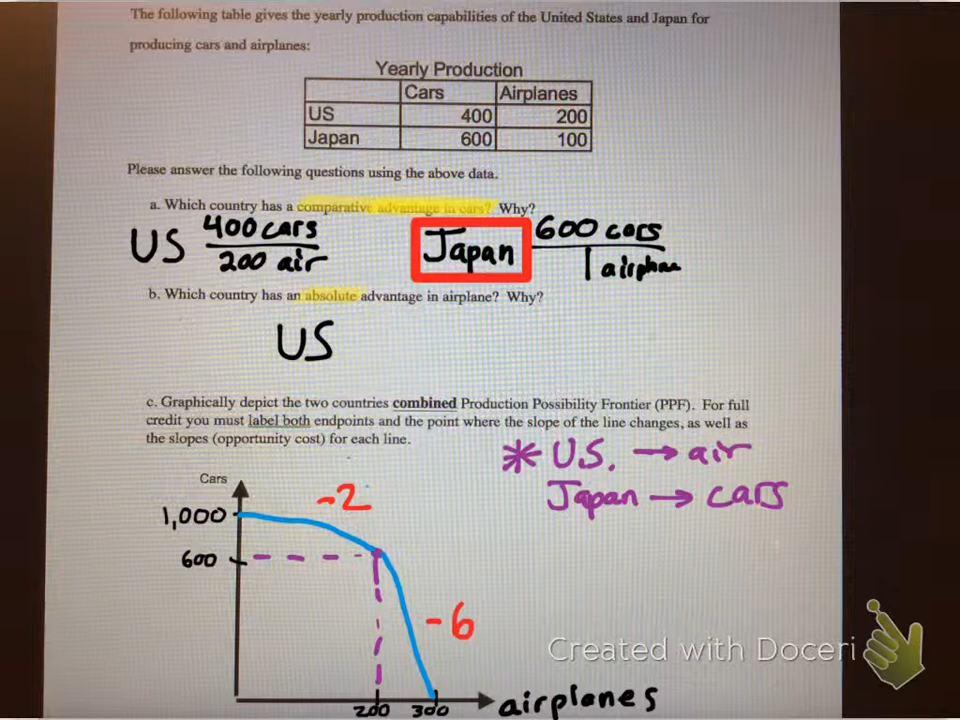 The following table gives the yearly production capabilities of the United States and Japan for
producing cars and airplanes:
Yearly Production
Cars Airplanes
US 400 200
Japan 600 100
Please answer the following questions using the above data.
a. Which country has a comparative advantage in cars? Why?
US 400 cars / 200 air Japan 600 cars / 1 airplane
b. Which country has an absolute advantage in airplane? Why?
US
c. Graphically depict the two countries combined Production Possibility Frontier (PPF). For full
credit you must label both endpoints and the point where the slope of the line changes, as well as
the slopes (opportunity cost) for each line.
* U.S. → air
Japan → cars
Cars
-2
1,000
600
-6
Created with Doceri
200 300 airplanes